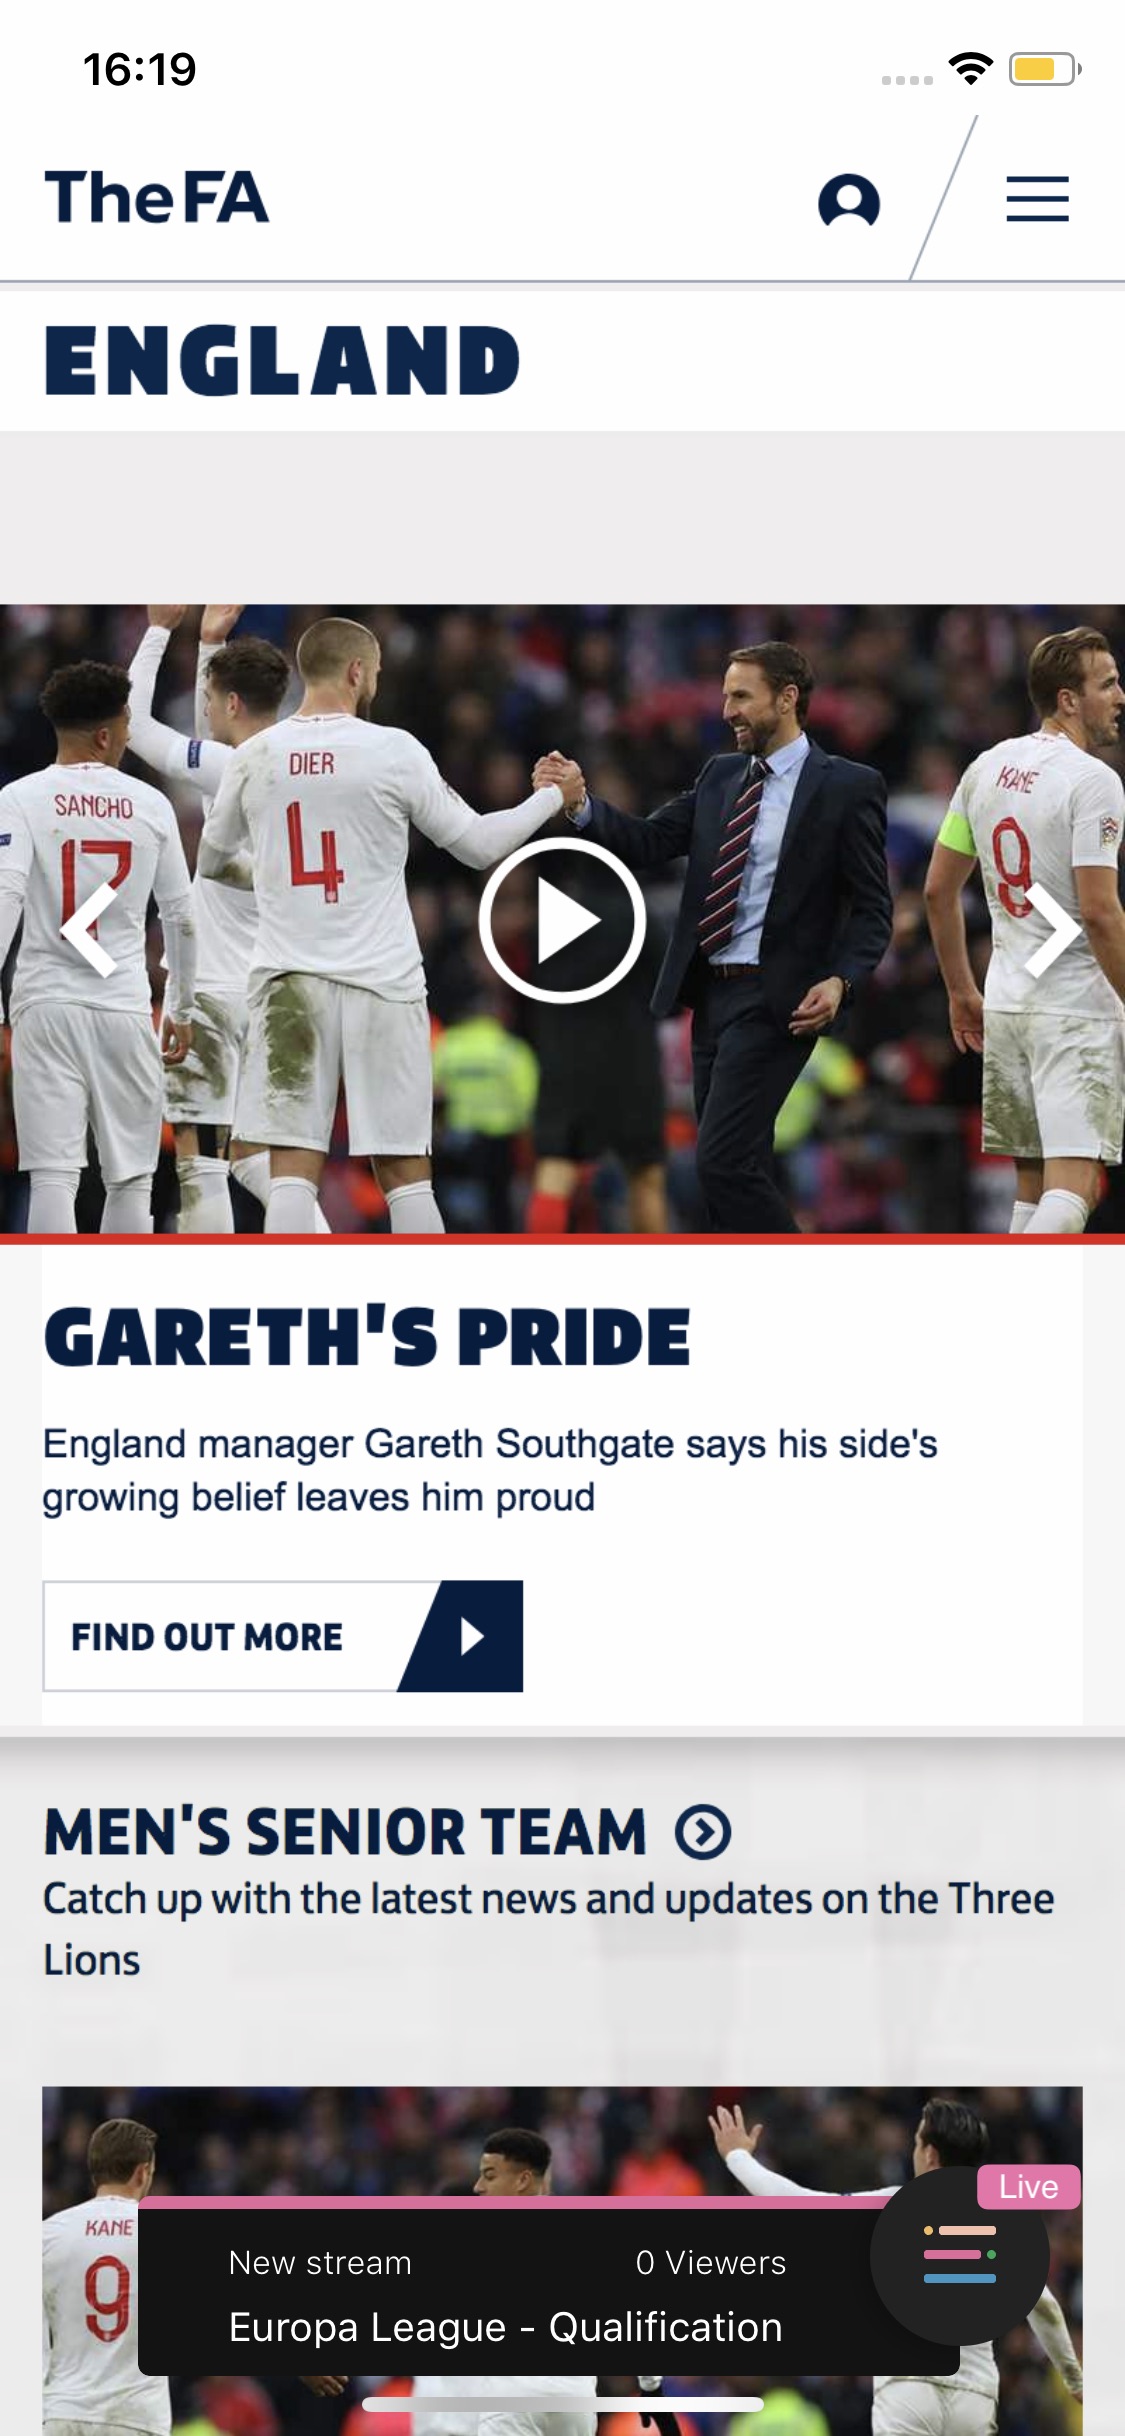 16:19
TheFA
ENGLAND
SANCHO
17
DIER
4
KANE
9
GARETH'S PRIDE
England manager Gareth Southgate says his side's
growing belief leaves him proud
FIND OUT MORE
MEN'S SENIOR TEAM
Catch up with the latest news and updates on the Three
Lions
KANE
9
Live
New stream
0 Viewers
Europa League - Qualification